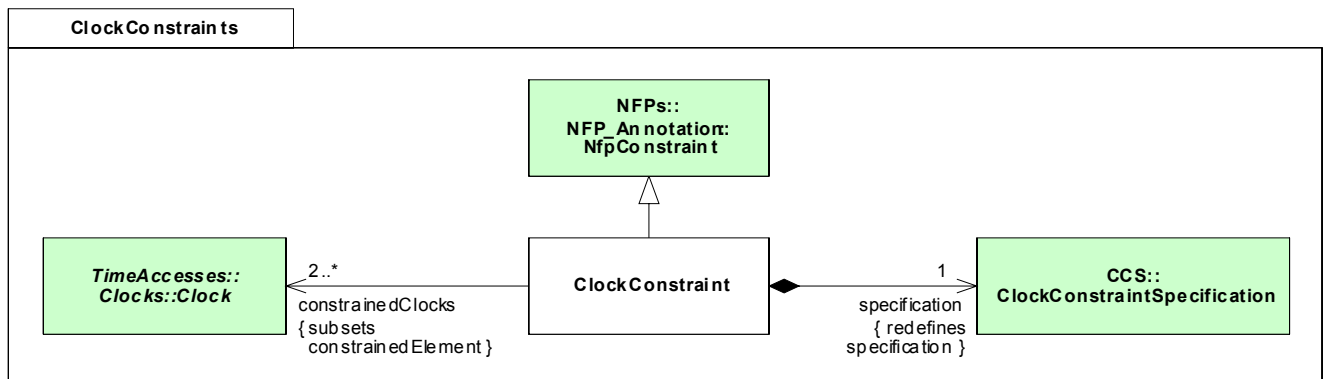 ClockConstraints
NFPs::
NFP_Annotation::
NfpConstraint
TimeAccesses::
Clocks::Clock
2..*
constrainedClocks
{ subsets
constrainedElement }
ClockConstraint
1
specification
{ redefines
specification }
CCS::
ClockConstraintSpecification